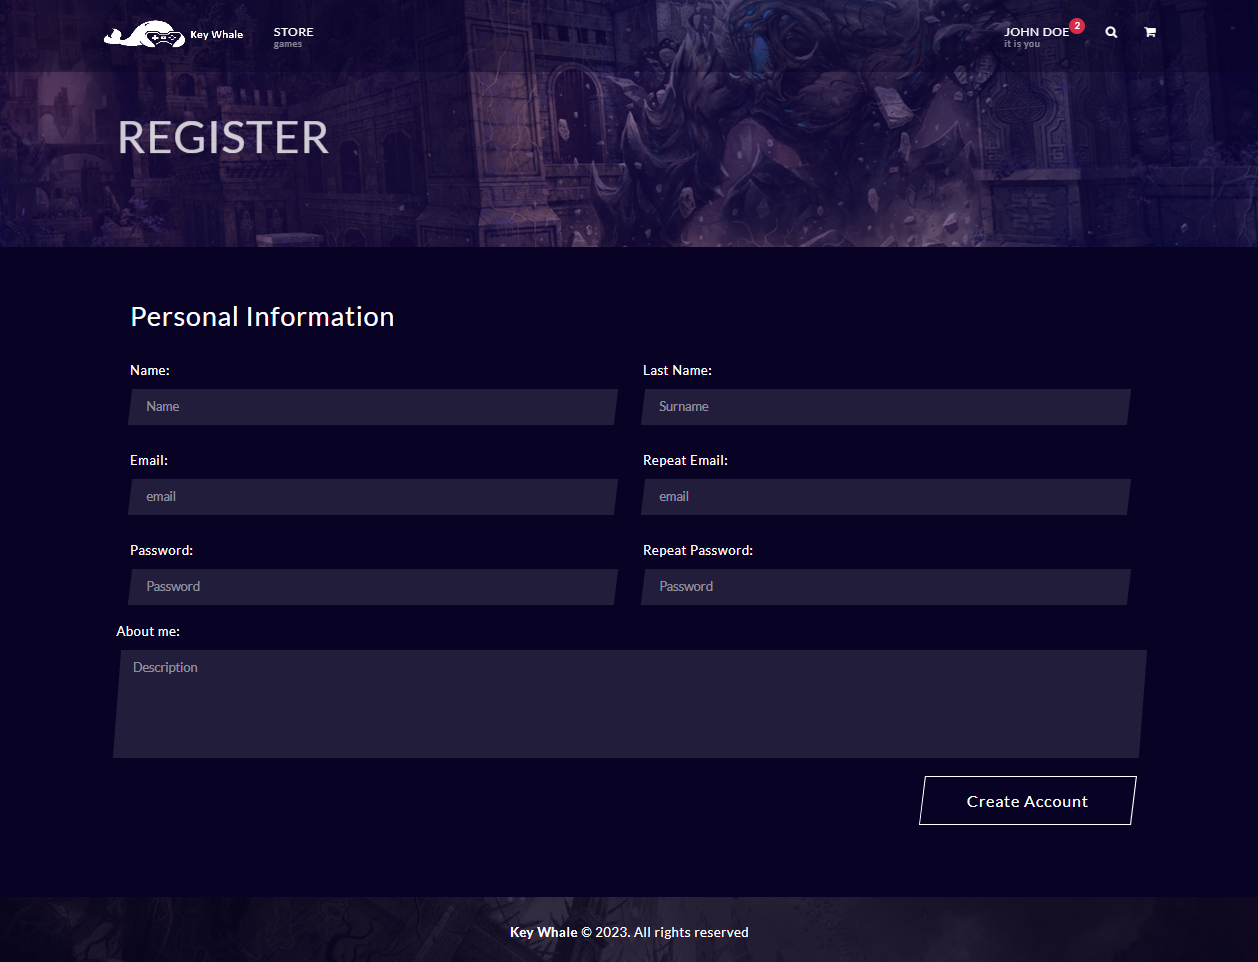 Key Whale
STORE
games
JOHN DOE 2
it is you
REGISTER
Personal Information
Name: Last Name:
Name Surname
Email: Repeat Email:
email email
Password: Repeat Password:
Password Password
About me:
Description
Create Account
Key Whale © 2023. All rights reserved